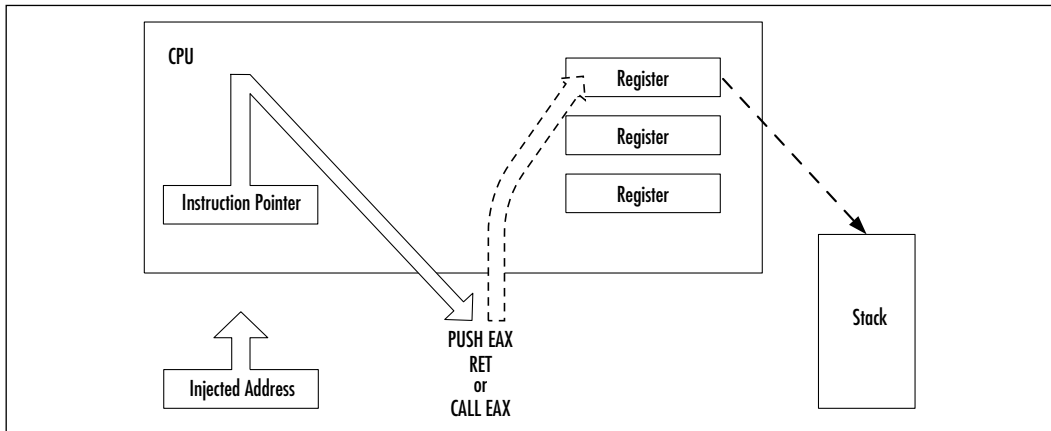 CPU
Register
Register
Register
Instruction Pointer
Injected Address
PUSH EAX
RET
or
CALL EAX
Stack